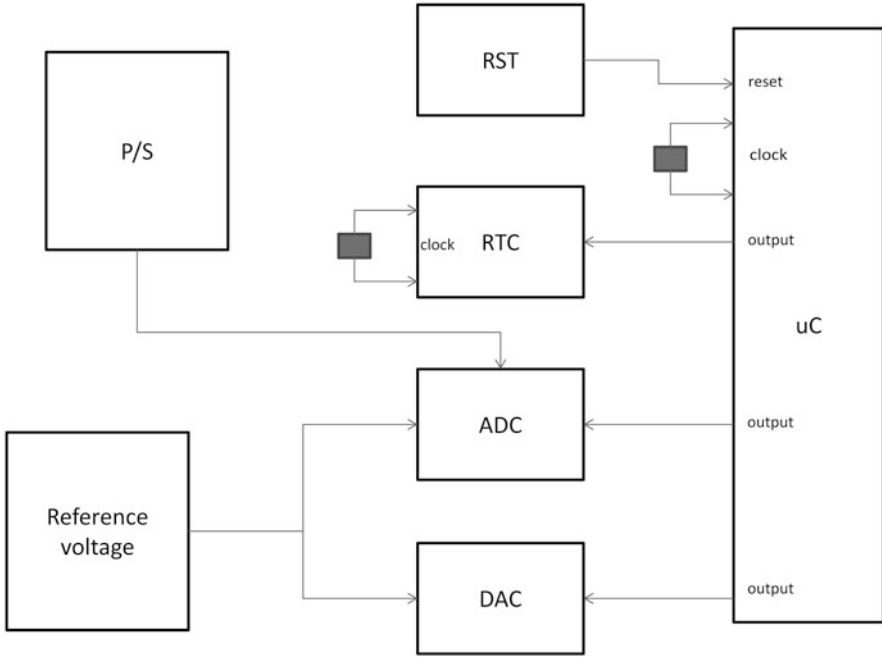 RST
reset
P/S
clock
clock
RTC
output
uC
ADC
output
Reference
voltage
DAC
output